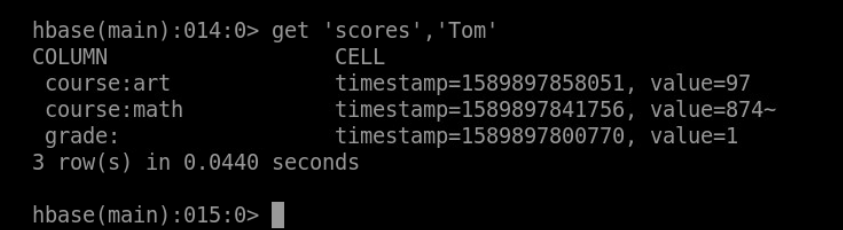 hbase(main):014:0> get 'scores','Tom'
COLUMN CELL
course:art timestamp=1589897858051, value=97
course:math timestamp=1589897841756, value=874~
grade: timestamp=1589897800770, value=1
3 row(s) in 0.0440 seconds
hbase(main):015:0>